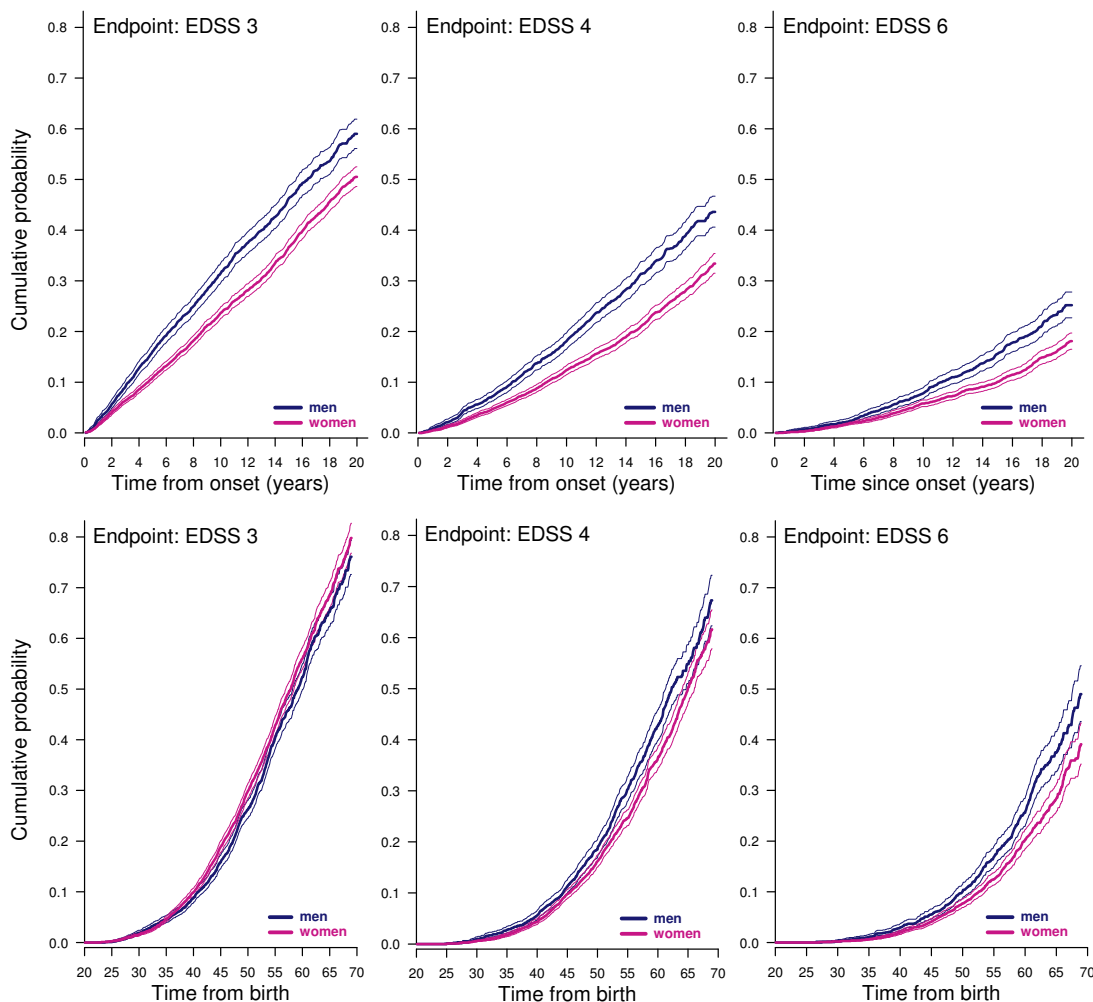 Endpoint: EDSS 3
Endpoint: EDSS 4
Endpoint: EDSS 6
Cumulative probability
0.8
0.7
0.6
0.5
0.4
0.3
0.2
0.1
0.0
0.8
0.7
0.6
0.5
0.4
0.3
0.2
0.1
0.0
0.8
0.7
0.6
0.5
0.4
0.3
0.2
0.1
0.0
men
women
men
women
men
women
0 2 4 6 8 10 12 14 16 18 20
0 2 4 6 8 10 12 14 16 18 20
0 2 4 6 8 10 12 14 16 18 20
Time from onset (years)
Time from onset (years)
Time since onset (years)
Endpoint: EDSS 3
Endpoint: EDSS 4
Endpoint: EDSS 6
Cumulative probability
0.8
0.7
0.6
0.5
0.4
0.3
0.2
0.1
0.0
0.8
0.7
0.6
0.5
0.4
0.3
0.2
0.1
0.0
0.8
0.7
0.6
0.5
0.4
0.3
0.2
0.1
0.0
men
women
men
women
men
women
20 25 30 35 40 45 50 55 60 65 70
20 25 30 35 40 45 50 55 60 65 70
20 25 30 35 40 45 50 55 60 65 70
Time from birth
Time from birth
Time from birth